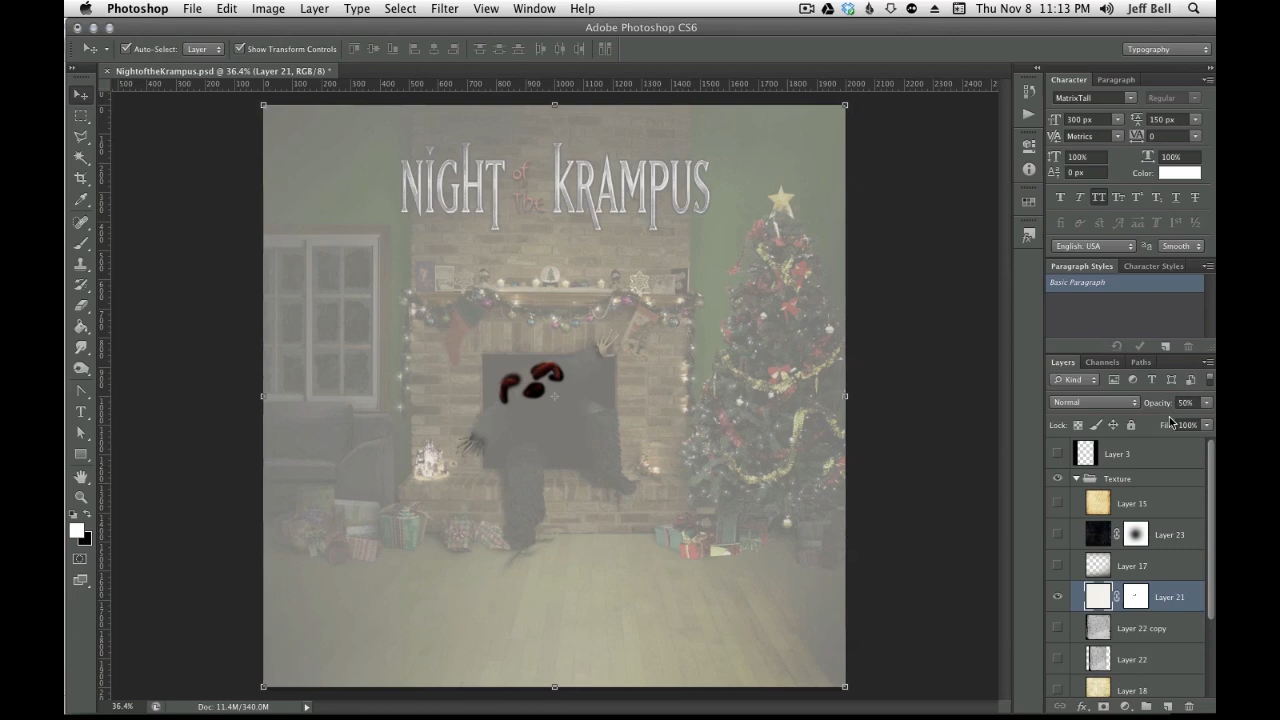 Photoshop File Edit Image Layer Type Select Filter View Window Help Thu Nov 8 11:13 PM Jeff Bell
Adobe Photoshop CS6
Auto-Select: Layer Show Transform Controls Typography
NightoftheKrampus.psd @ 36.4% (Layer 21, RGB/8) *
NIGHT of The KRAMPUS
Character Paragraph
MatrixTall Regular
300 px 150 px
Metrics 0
100% 100%
0 px Color:
English: USA Smooth
Paragraph Styles Character Styles
Basic Paragraph
Layers Channels Paths
Kind
Normal Opacity: 50%
Lock: 100%
Layer 3
Texture
Layer 15
Layer 23
Layer 17
Layer 21
Layer 22 copy
Layer 22
Layer 18
36.4% Doc: 11.4M/340.0M